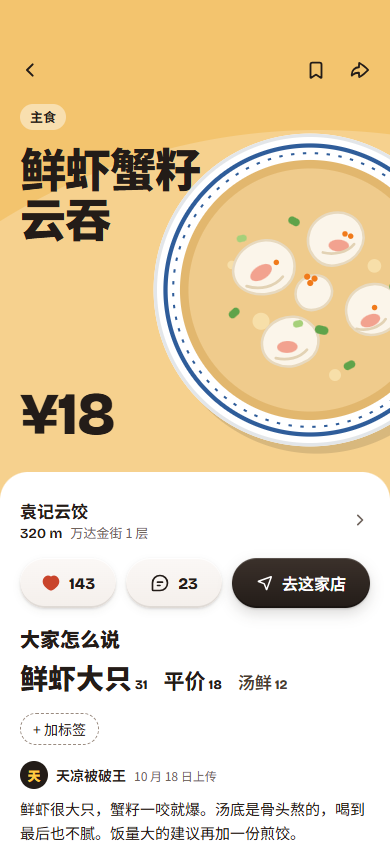 主食
鲜虾蟹籽
云吞
¥18
袁记云饺
320 m 万达金街 1 层
143 23 去这家店
大家怎么说
鲜虾大只 31 平价 18 汤鲜 12
+ 加标签
天 天凉被破王 10 月 18 日上传
鲜虾很大只，蟹籽一咬就爆。汤底是骨头熬的，喝到
最后也不腻。饭量大的建议再加一份煎饺。